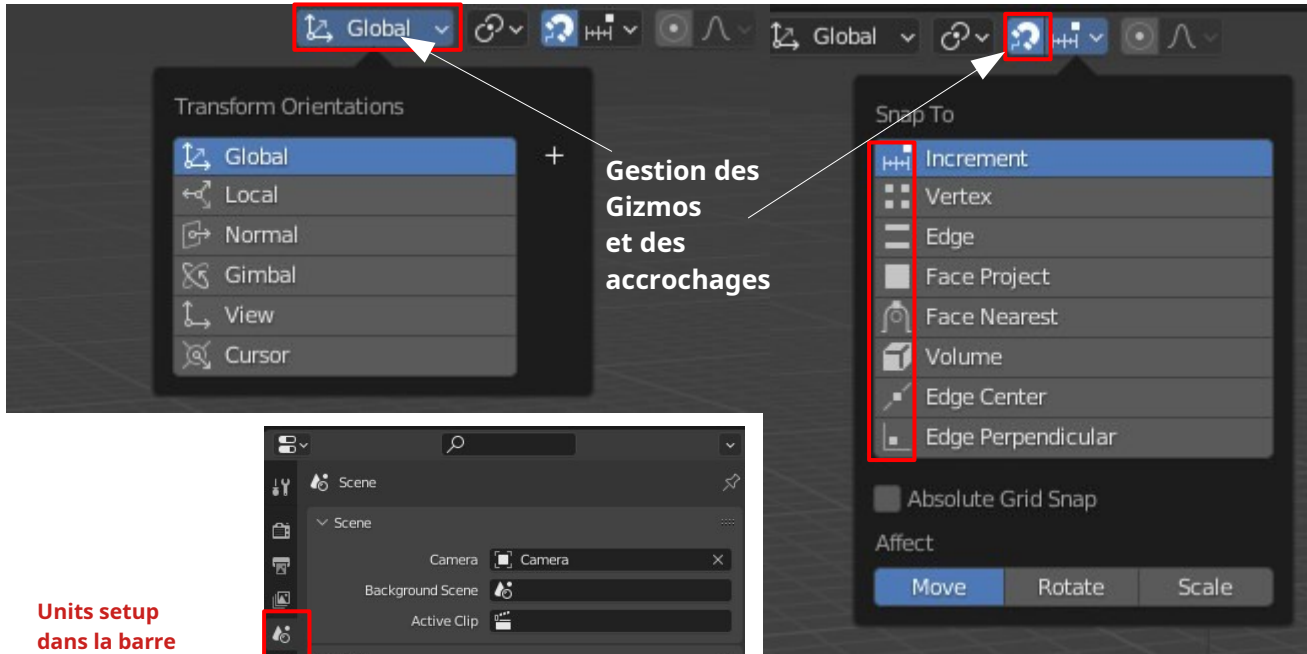 Global
Transform Orientations
Global
Local
Normal
Gimbal
View
Cursor
Gestion des
Gizmos
et des
accrochages
Global
Snap To
Increment
Vertex
Edge
Face Project
Face Nearest
Volume
Edge Center
Edge Perpendicular
Absolute Grid Snap
Affect
Move Rotate Scale
Scene
Scene
Camera Camera
Background Scene
Active Clip
Units setup
dans la barre